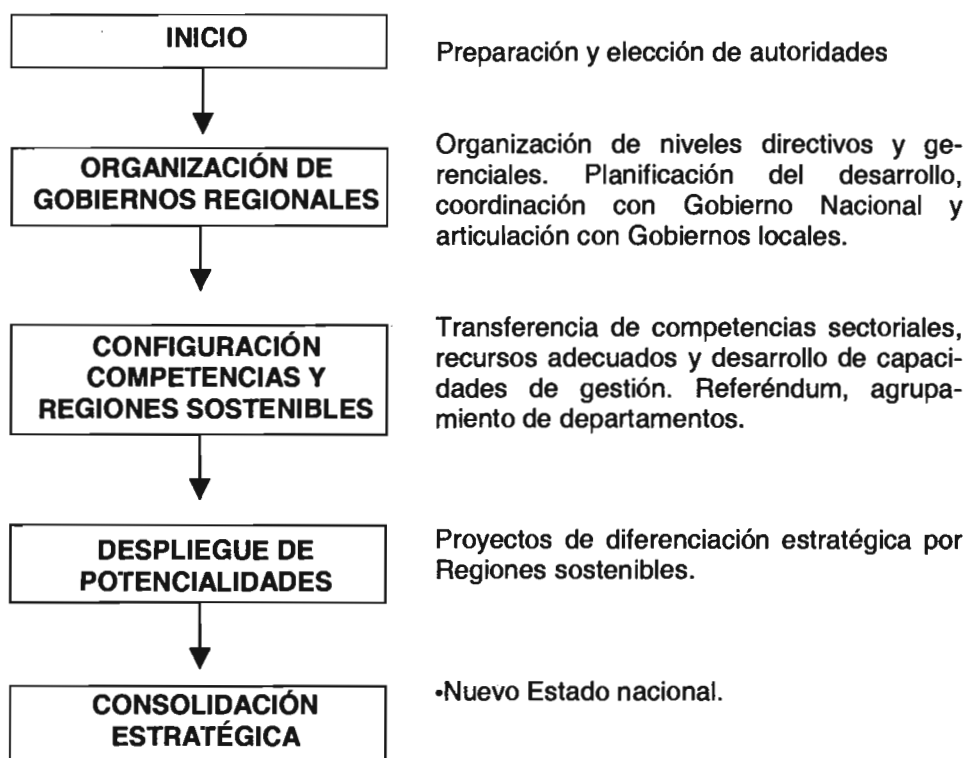 INICIO
Preparación y elección de autoridades
ORGANIZACIÓN DE
GOBIERNOS REGIONALES
Organización de niveles directivos y ge-
renciales. Planificación del desarrollo,
coordinación con Gobierno Nacional y
articulación con Gobiernos locales.
CONFIGURACIÓN
COMPETENCIAS Y
REGIONES SOSTENIBLES
Transferencia de competencias sectoriales,
recursos adecuados y desarrollo de capaci-
dades de gestión. Referéndum, agrupa-
miento de departamentos.
DESPLIEGUE DE
POTENCIALIDADES
Proyectos de diferenciación estratégica por
Regiones sostenibles.
CONSOLIDACIÓN
ESTRATÉGICA
•Nuevo Estado nacional.